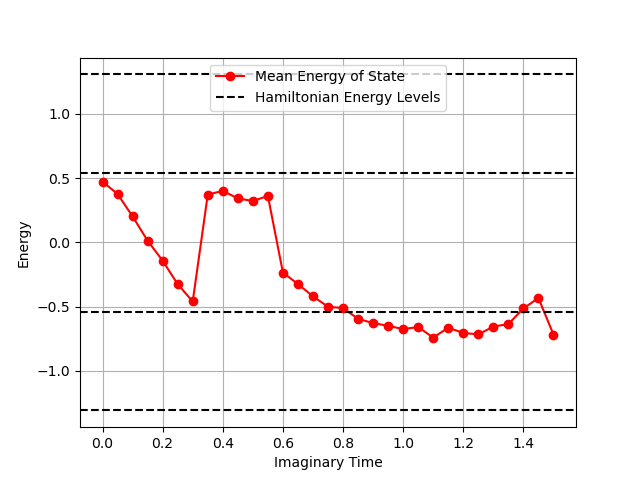 Mean Energy of State
Hamiltonian Energy Levels
1.0
0.5
0.0
−0.5
−1.0
Energy
0.0 0.2 0.4 0.6 0.8 1.0 1.2 1.4
Imaginary Time